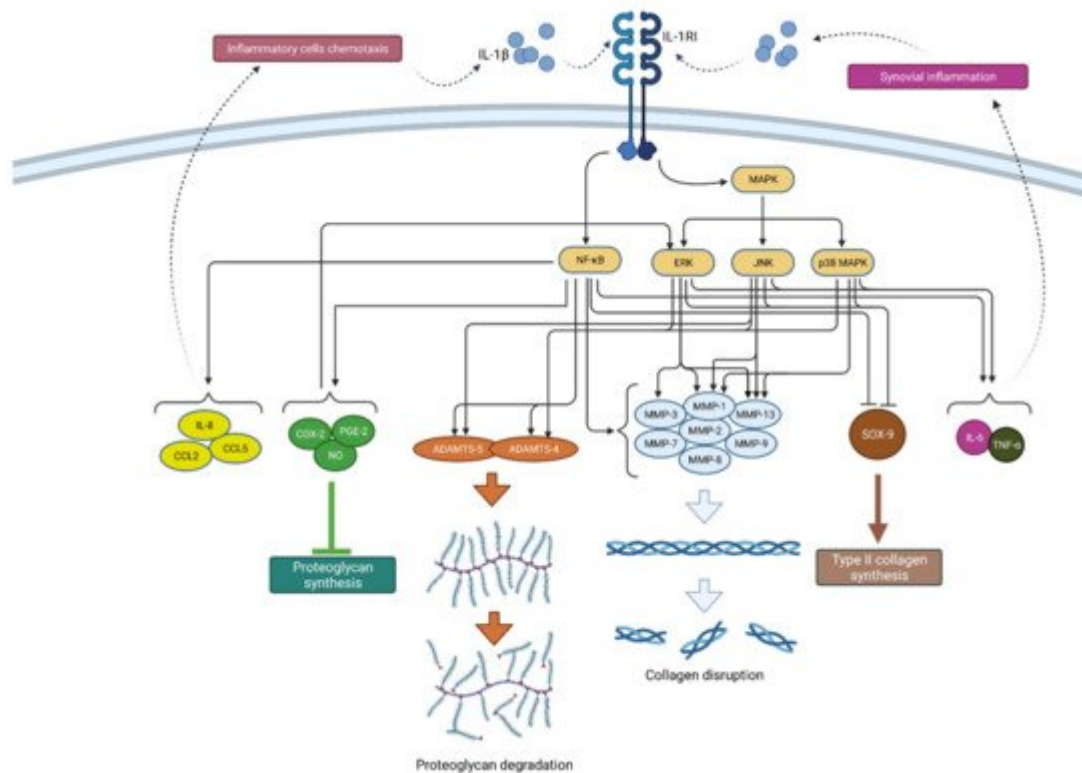 Inflammatory cells chemotaxis
IL-1β
IL-1RI
Synovial inflammation
MAPK
NF-κB
ERK
JNK
p38 MAPK
IL-8
CCL2
CCL5
COX-2
PGE-2
NO
ADAMTS-5
ADAMTS-4
MMP-1
MMP-3
MMP-13
MMP-2
MMP-7
MMP-9
MMP-8
SOX-9
IL-6
TNF-α
Proteoglycan
synthesis
Type II collagen
synthesis
Collagen disruption
Proteoglycan degradation